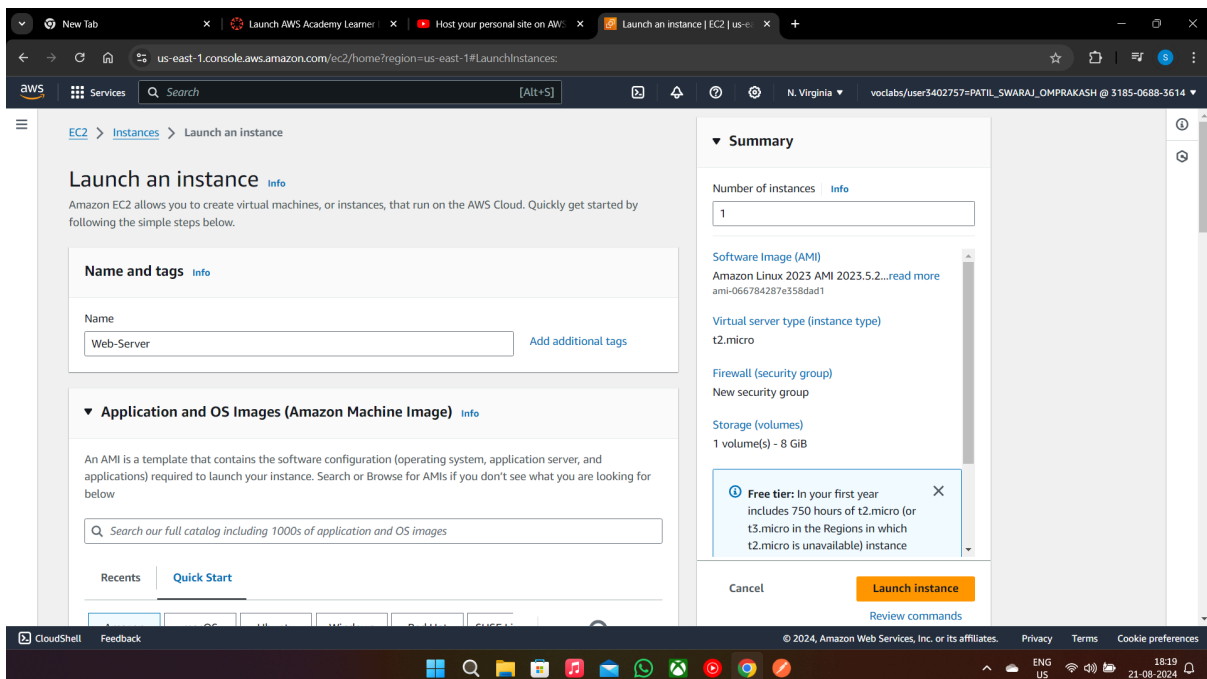 New Tab
Launch AWS Academy Learner
Host your personal site on AWS
Launch an instance | EC2 | us-ea
us-east-1.console.aws.amazon.com/ec2/home?region=us-east-1#LaunchInstances:
S
aws
Services
Search
[Alt+S]
N. Virginia
voclabs/user3402757=PATIL_SWARAJ_OMPRAKASH @ 3185-0688-3614
EC2 > Instances > Launch an instance
Launch an instance Info
Amazon EC2 allows you to create virtual machines, or instances, that run on the AWS Cloud. Quickly get started by
following the simple steps below.
Name and tags Info
Name
Web-Server
Add additional tags
Application and OS Images (Amazon Machine Image) Info
An AMI is a template that contains the software configuration (operating system, application server, and
applications) required to launch your instance. Search or Browse for AMIs if you don't see what you are looking for
below
Search our full catalog including 1000s of application and OS images
Recents
Quick Start
Summary
Number of instances Info
1
Software Image (AMI)
Amazon Linux 2023 AMI 2023.5.2...read more
ami-066784287e358dad1
Virtual server type (instance type)
t2.micro
Firewall (security group)
New security group
Storage (volumes)
1 volume(s) - 8 GiB
Free tier: In your first year
includes 750 hours of t2.micro (or
t3.micro in the Regions in which
t2.micro is unavailable) instance
Cancel
Launch instance
Review commands
CloudShell
Feedback
© 2024, Amazon Web Services, Inc. or its affiliates.
Privacy
Terms
Cookie preferences
ENG
US
18:19
21-08-2024